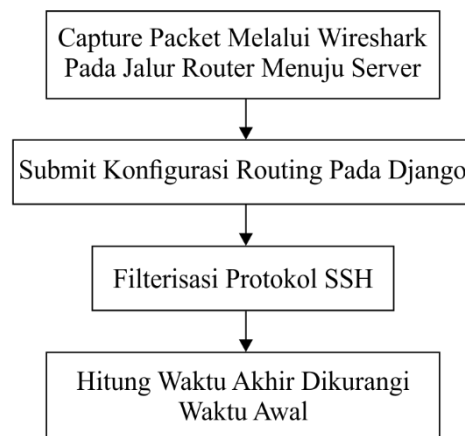 Capture Packet Melalui Wireshark
Pada Jalur Router Menuju Server
Submit Konfigurasi Routing Pada Django
Filterisasi Protokol SSH
Hitung Waktu Akhir Dikurangi
Waktu Awal